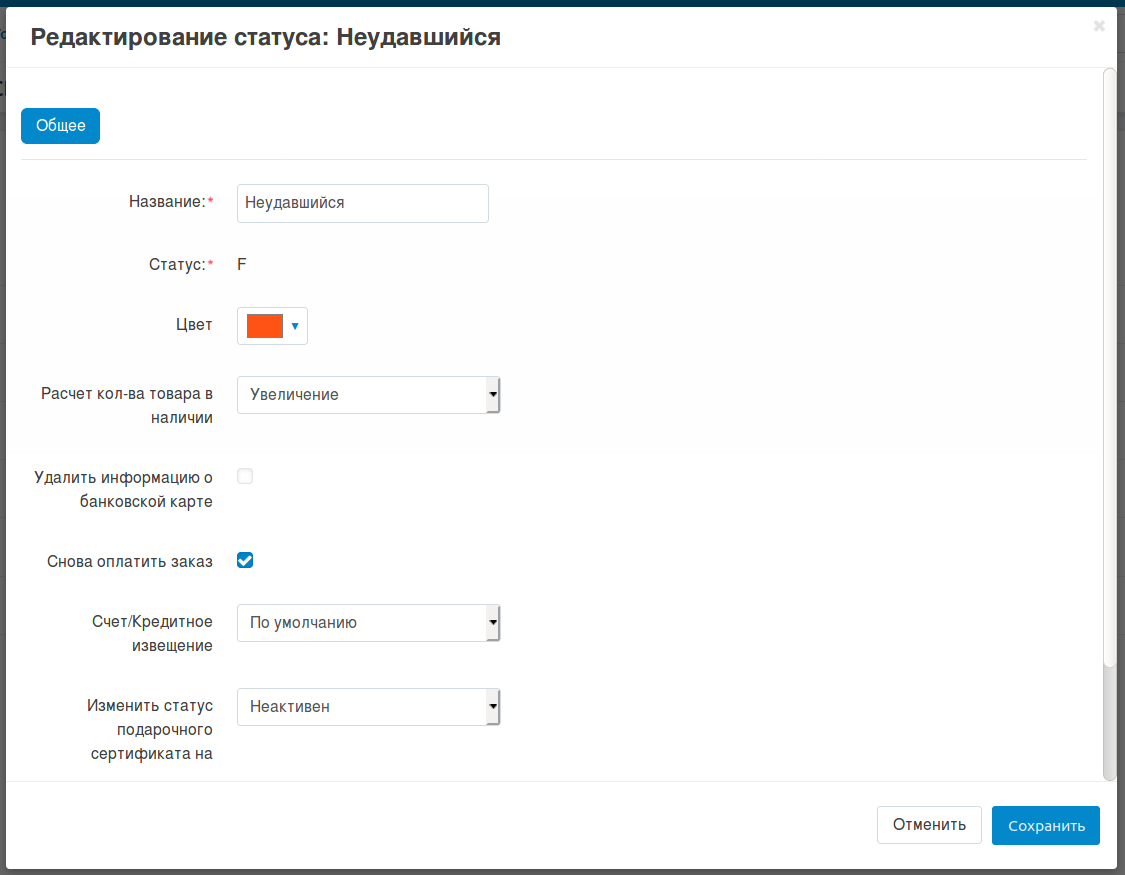 Редактирование статуса: Неудавшийся
Общее
Название:*
Неудавшийся
Статус:*
F
Цвет
Расчет кол-ва товара в
наличии
Увеличение
Удалить информацию о
банковской карте
Снова оплатить заказ
Счет/Кредитное
извещение
По умолчанию
Изменить статус
подарочного
сертификата на
Неактивен
Отменить
Сохранить